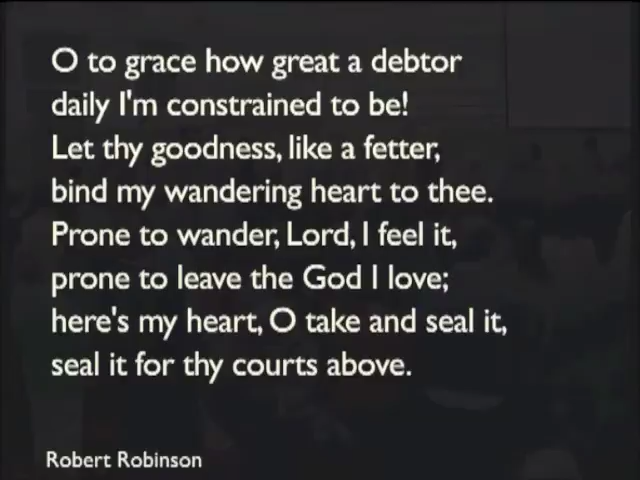 O to grace how great a debtor
daily I'm constrained to be!
Let thy goodness, like a fetter,
bind my wandering heart to thee.
Prone to wander, Lord, I feel it,
prone to leave the God I love;
here's my heart, O take and seal it,
seal it for thy courts above.
Robert Robinson